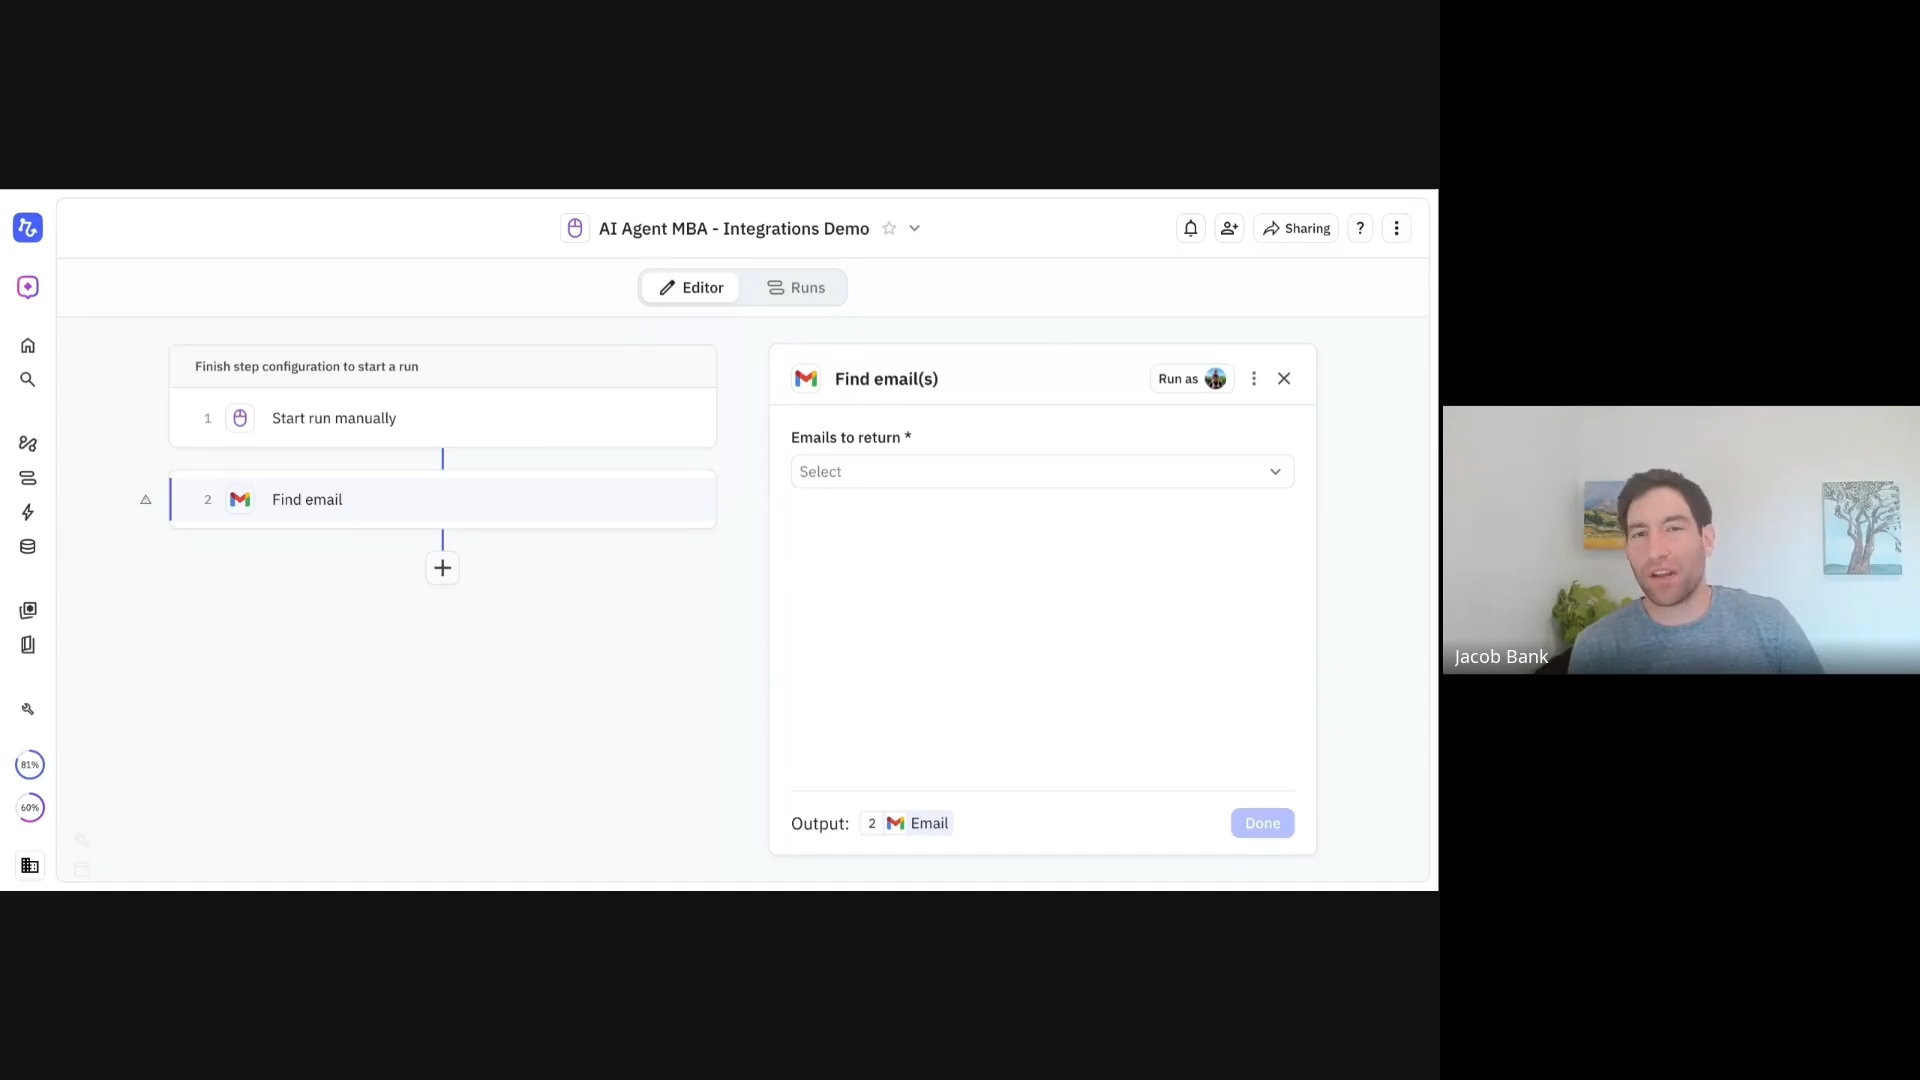 AI Agent MBA - Integrations Demo
Sharing
?
Editor
Runs
Finish step configuration to start a run
1 Start run manually
2 Find email
Find email(s)
Run as
Emails to return *
Select
Output: 2 Email
Done
81%
60%
Jacob Bank